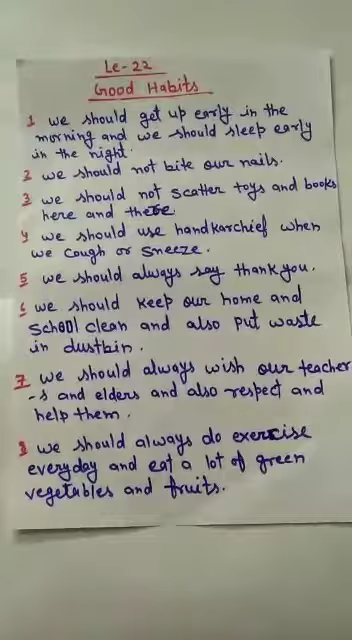 Le-22
Good Habits
1 we should get up early in the
morning and we should sleep early
in the night.
2 we should not bite our nails.
3 we should not scatter toys and books
here and there.
4 we should use handkarchief when
we cough or sneeze.
5 we should always say thank you.
6 we should keep our home and
school clean and also put waste
in dustbin.
7 we should always wish our teacher
-s and elders and also respect and
help them.
8 we should always do exercise
everyday and eat a lot of green
vegetables and fruits.